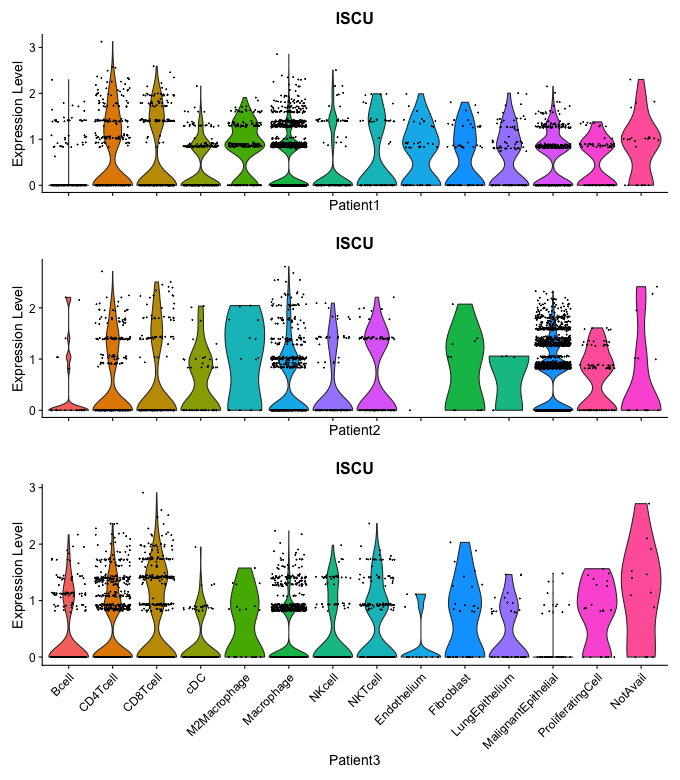 ISCU
Expression Level
3
2
1
0
Patient1
ISCU
Expression Level
2
1
0
Patient2
ISCU
Expression Level
3
2
1
0
Bcell
CD4Tcell
CD8Tcell
cDC
M2Macrophage
Macrophage
NKcell
NKTcell
Endothelium
Fibroblast
LungEpithelium
MalignantEpithelial
ProliferatingCell
NotAvail
Patient3